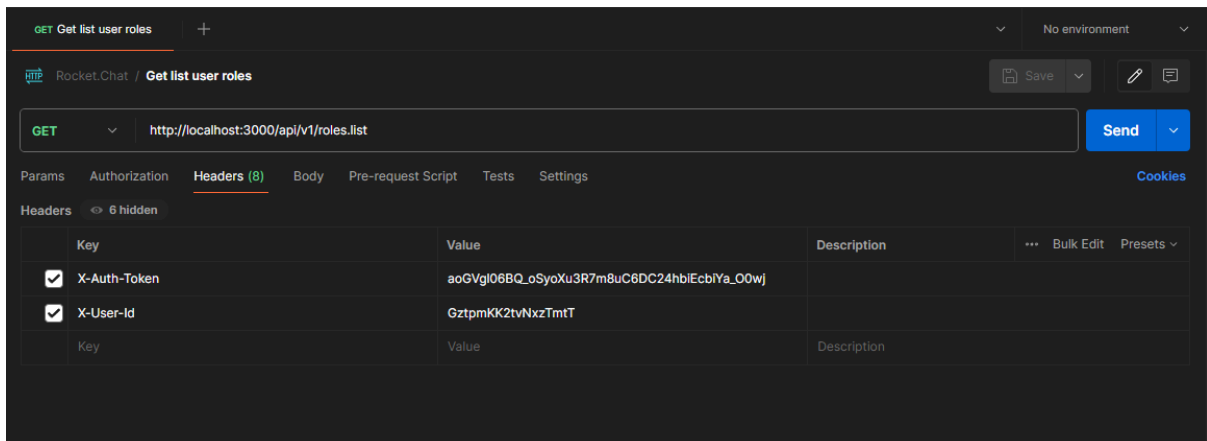 GET Get list user roles
No environment
HTTP Rocket.Chat / Get list user roles
Save
GET http://localhost:3000/api/v1/roles.list Send
Params Authorization Headers (8) Body Pre-request Script Tests Settings Cookies
Headers 6 hidden
Key Value Description ••• Bulk Edit Presets
X-Auth-Token aoGVgl06BQ_oSyoXu3R7m8uC6DC24hbiEcbiYa_O0wj
X-User-Id GztpmKK2tvNxzTmtT
Key Value Description